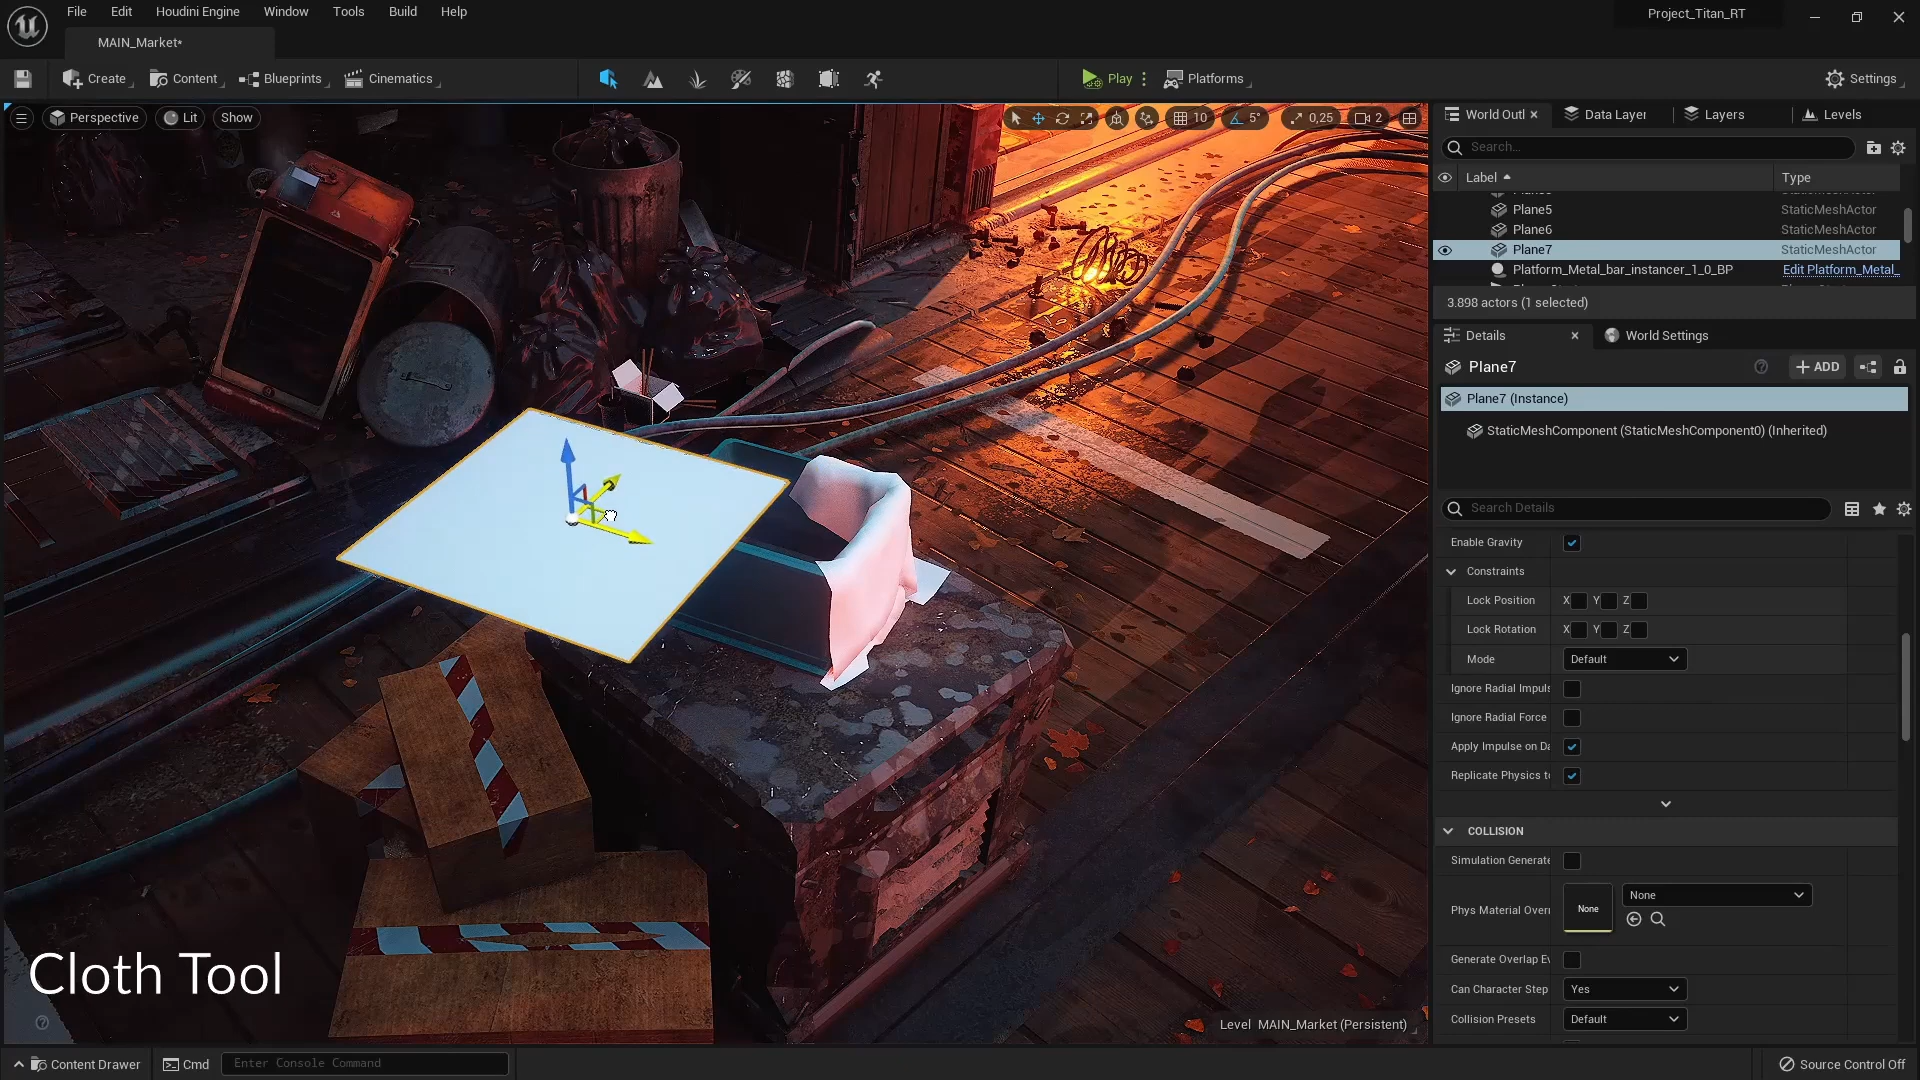 File Edit Houdini Engine Window Tools Build Help
Project_Titan_RT
MAIN_Market*
Create Content Blueprints Cinematics Play Platforms Settings
Perspective Lit Show 10 5° 0,25 2
World Outl Data Layer Layers Levels
Search...
Label Type
Plane5 StaticMeshActor
Plane6 StaticMeshActor
Plane7 StaticMeshActor
Platform_Metal_bar_instancer_1_0_BP Edit Platform_Metal_
3.898 actors (1 selected)
Details World Settings
Plane7 ADD
Plane7 (Instance)
StaticMeshComponent (StaticMeshComponent0) (Inherited)
Search Details
Enable Gravity
Constraints
Lock Position X Y Z
Lock Rotation X Y Z
Mode Default
Ignore Radial Impuls
Ignore Radial Force
Apply Impulse on Da
Replicate Physics to
COLLISION
Simulation Generate
Phys Material Overr None None
Generate Overlap Ev
Can Character Step Yes
Collision Presets Default
Cloth Tool
Level MAIN_Market (Persistent)
Content Drawer Cmd Enter Console Command Source Control Off